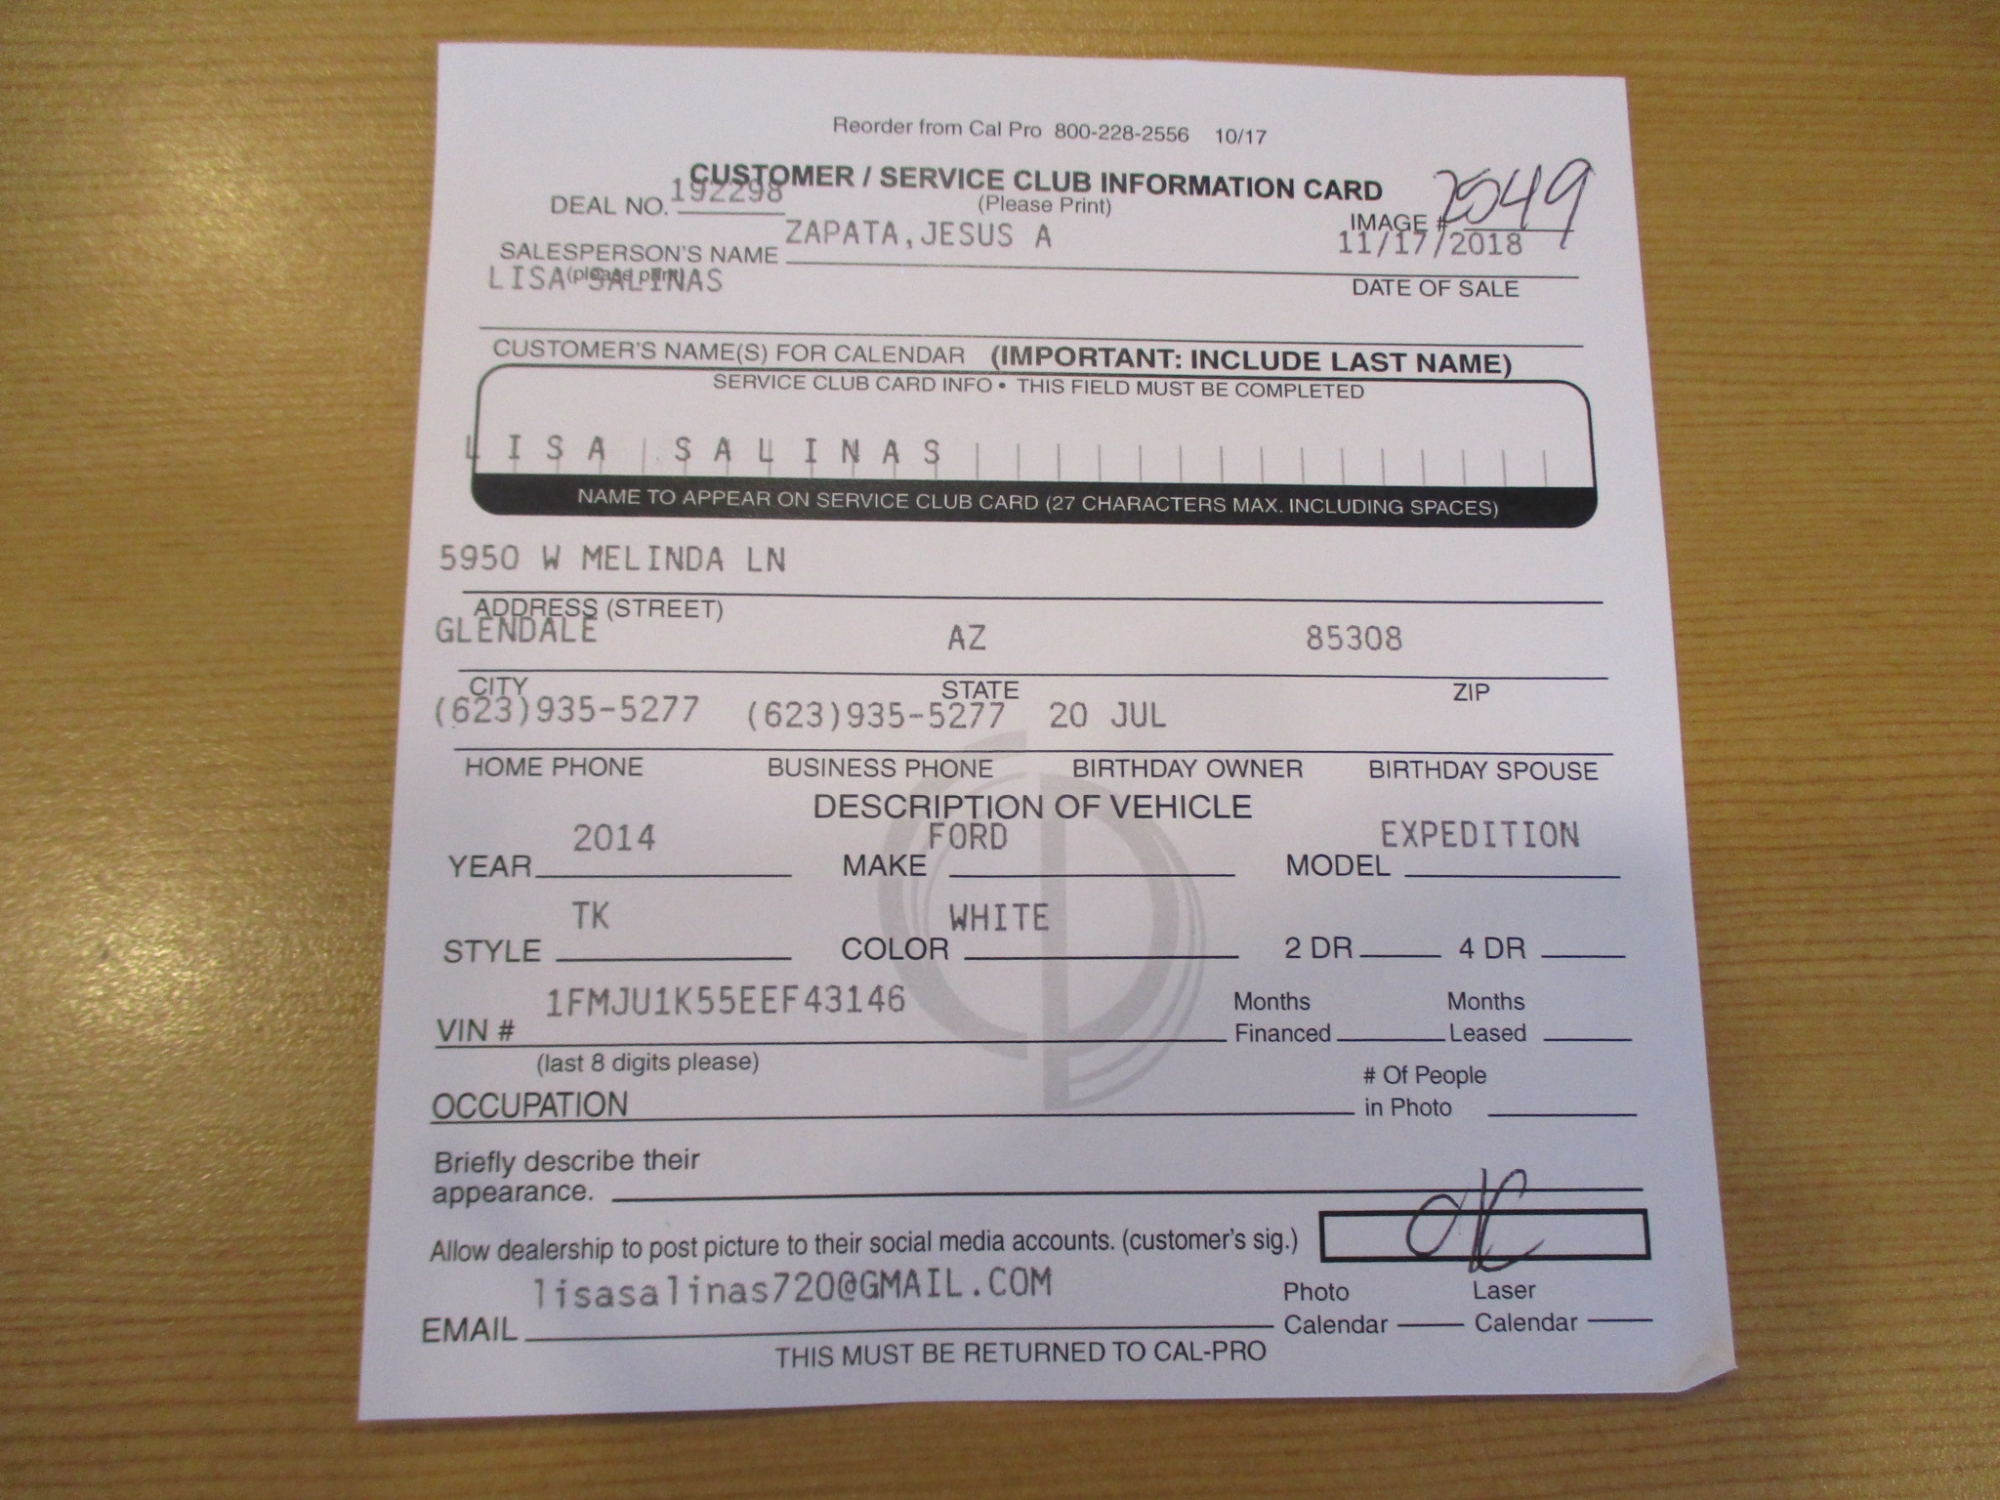 Reorder from Cal Pro 800-228-2556 10/17
CUSTOMER / SERVICE CLUB INFORMATION CARD
(Please Print)
DEAL NO. 192298
IMAGE # 2549
SALESPERSON'S NAME ZAPATA,JESUS A 11/17/2018
(please print) DATE OF SALE
LISA SALINAS
CUSTOMER'S NAME(S) FOR CALENDAR (IMPORTANT: INCLUDE LAST NAME)
SERVICE CLUB CARD INFO • THIS FIELD MUST BE COMPLETED
LISA SALINAS
NAME TO APPEAR ON SERVICE CLUB CARD (27 CHARACTERS MAX. INCLUDING SPACES)
5950 W MELINDA LN
ADDRESS (STREET)
GLENDALE AZ 85308
CITY STATE ZIP
(623)935-5277 (623)935-5277 20 JUL
HOME PHONE BUSINESS PHONE BIRTHDAY OWNER BIRTHDAY SPOUSE
DESCRIPTION OF VEHICLE
YEAR 2014 MAKE FORD MODEL EXPEDITION
STYLE TK COLOR WHITE 2 DR 4 DR
VIN # 1FMJU1K55EEF43146 Months Financed Months Leased
(last 8 digits please)
OCCUPATION # Of People in Photo
Briefly describe their
appearance.
Allow dealership to post picture to their social media accounts. (customer's sig.) OK
EMAIL lisasalinas720@GMAIL.COM Photo Calendar Laser Calendar
THIS MUST BE RETURNED TO CAL-PRO